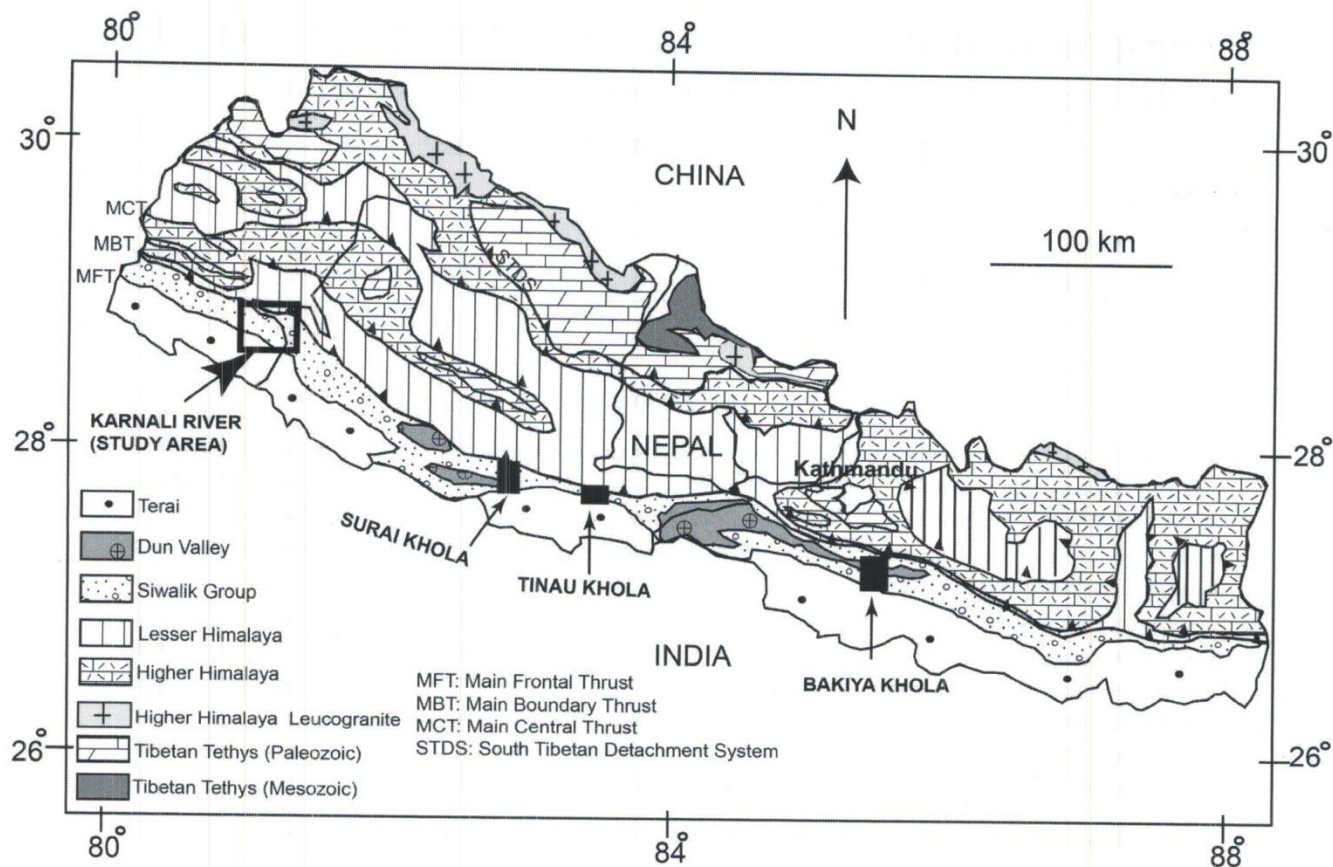 80°
84°
88°
30°
30°
N
CHINA
100 km
MCT
MBT
MFT
STDS
KARNALI RIVER
(STUDY AREA)
28°
28°
NEPAL
Kathmandu
SURAI KHOLA
TINAU KHOLA
INDIA
BAKIYA KHOLA
Terai
Dun Valley
Siwalik Group
Lesser Himalaya
Higher Himalaya
Higher Himalaya Leucogranite
Tibetan Tethys (Paleozoic)
Tibetan Tethys (Mesozoic)
MFT: Main Frontal Thrust
MBT: Main Boundary Thrust
MCT: Main Central Thrust
STDS: South Tibetan Detachment System
26°
26°
80°
84°
88°